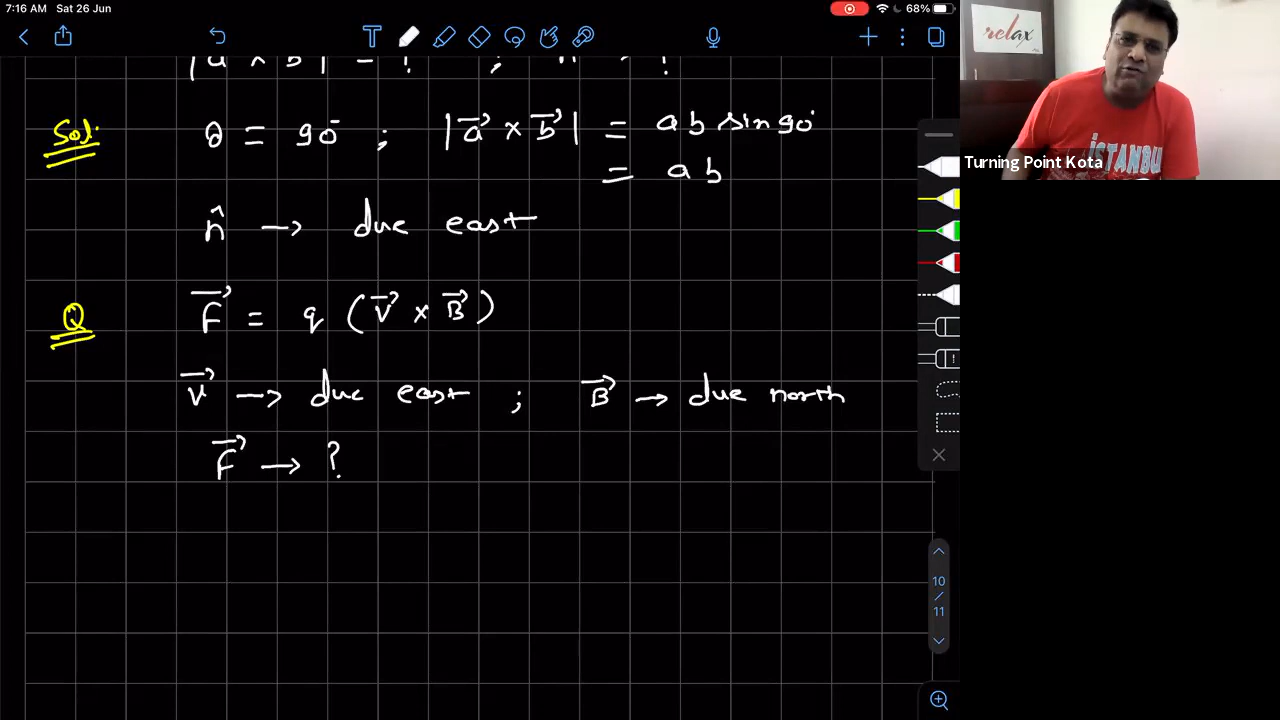 7:16 AM Sat 26 Jun 68%
relax
Sol. θ = 90° ; |a⃗ × b⃗| = ab sin 90°
= ab
İSTANBUL
Turning Point Kota
n̂ → due east
Q F⃗ = q (V⃗ × B⃗)
V⃗ → due east ; B⃗ → due north
F⃗ → ?
10
/
11